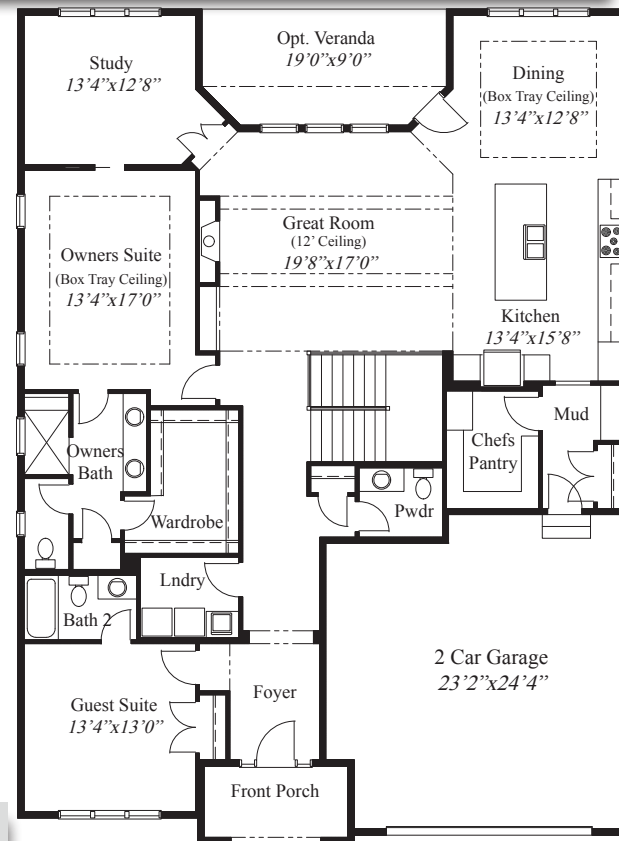 Study
13'4”x12'8”
Opt. Veranda
19'0”x9'0”
Dining
(Box Tray Ceiling)
13'4”x12'8”
Owners Suite
(Box Tray Ceiling)
13'4”x17'0”
Great Room
(12' Ceiling)
19'8”x17'0”
Kitchen
13'4”x15'8”
Owners
Bath
Wardrobe
Chefs
Pantry
Mud
Pwdr
Lndry
Bath 2
Guest Suite
13'4”x13'0”
Foyer
2 Car Garage
23'2”x24'4”
Front Porch